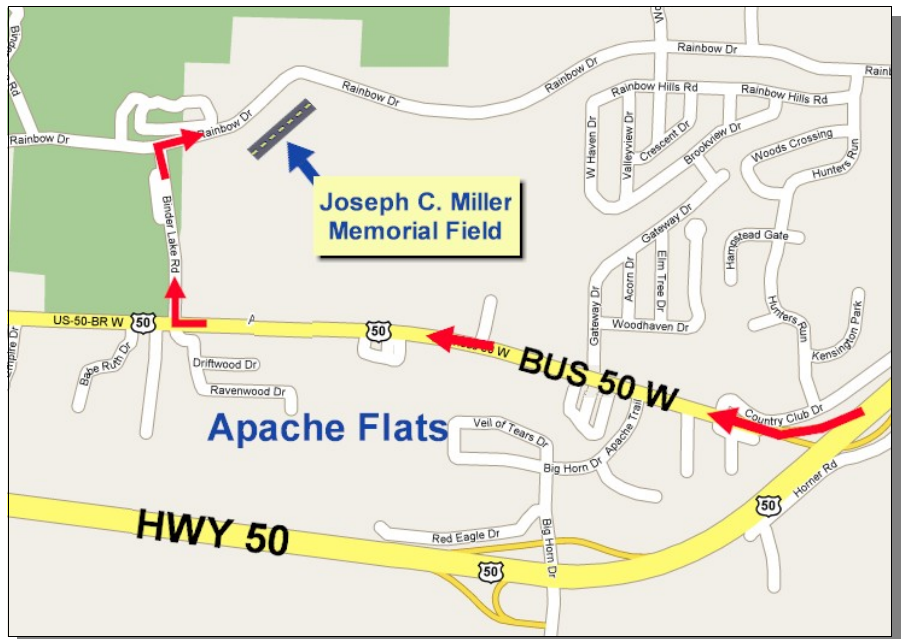 Rainbow Dr
Rainb
Rainbow Dr
Rainbow Hills Rd
Rainbow Hills Rd
Rainbow Dr
Rainbow Dr
W Haven Dr
Valleyview Dr
Crescent Dr
Brookview Dr
Woods Crossing
Hunters Run
Joseph C. Miller
Memorial Field
Binder Lake Rd
Gateway Dr
Hampstead Gate
Acorn Dr
Elm Tree Dr
Gateway Dr
Woodhaven Dr
Hunters Run
Kensington Park
US-50-BR W
50
50
BUS 50 W
Babe Ruth Dr
Driftwood Dr
Ravenwood Dr
Apache Flats
Country Club Dr
Veil of Tears Dr
Apache Trail
Big Horn Dr
Horner Rd
50
HWY 50
Red Eagle Dr
Big Horn Dr
50